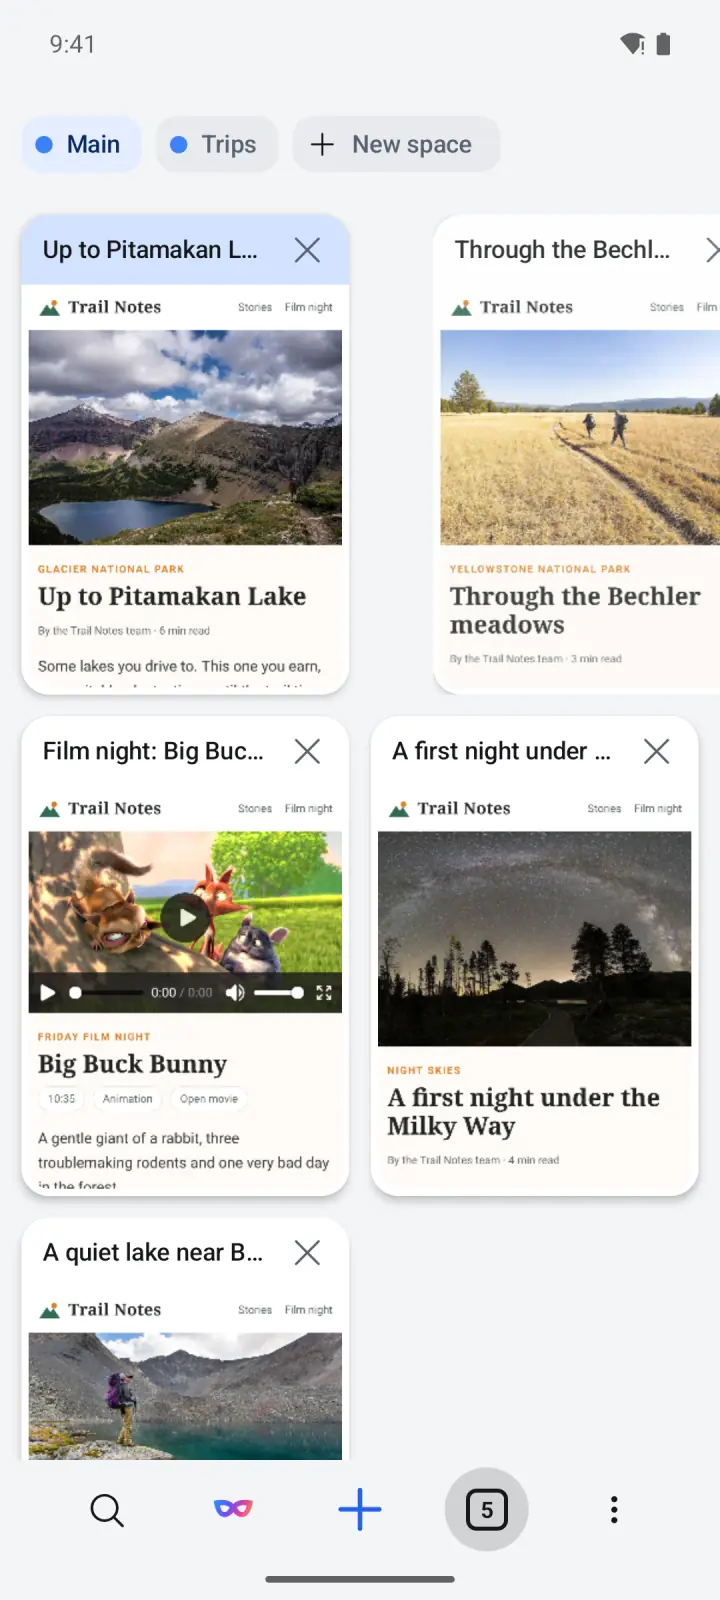 9:41
Main
Trips
New space
Up to Pitamakan L...
Trail Notes
Stories
Film night
GLACIER NATIONAL PARK
Up to Pitamakan Lake
By the Trail Notes team · 6 min read
Some lakes you drive to. This one you earn,
Through the Bechl...
Trail Notes
Stories
Film
YELLOWSTONE NATIONAL PARK
Through the Bechler
meadows
By the Trail Notes team · 3 min read
Film night: Big Buc...
Trail Notes
Stories
Film night
0:00 / 0:00
FRIDAY FILM NIGHT
Big Buck Bunny
10:35
Animation
Open movie
A gentle giant of a rabbit, three
troublemaking rodents and one very bad day
in the forest
A first night under ...
Trail Notes
Stories
Film night
NIGHT SKIES
A first night under the
Milky Way
By the Trail Notes team · 4 min read
A quiet lake near B...
Trail Notes
Stories
Film night
5